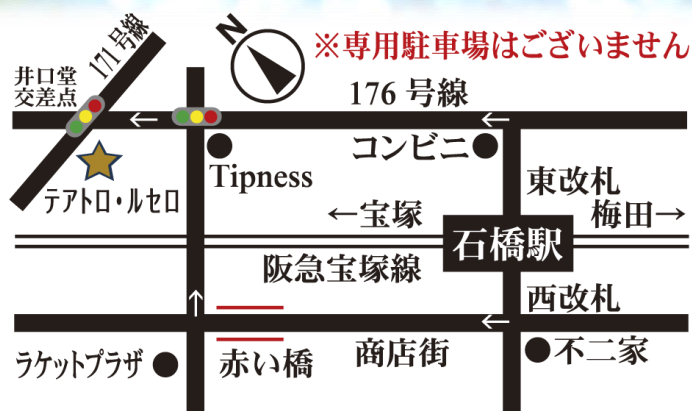 N
※専用駐車場はございません
171号線
井口堂
交差点
176号線
←
←
コンビニ●
●
Tipness
東改札
テアトロ・ルセロ
←宝塚
梅田→
石橋駅
阪急宝塚線
西改札
↑
←
ラケットプラザ●
赤い橋
商店街
●不二家